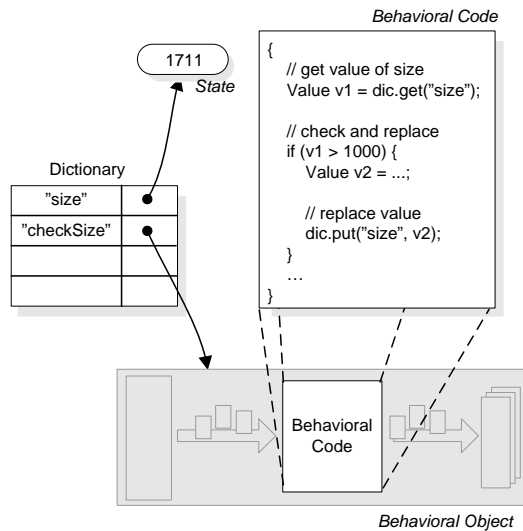 Behavioral Code
1711
State
{
// get value of size
Value v1 = dic.get(”size”);
// check and replace
if (v1 > 1000) {
Value v2 = ...;
// replace value
dic.put(”size”, v2);
}
…
}
Dictionary
”size”
”checkSize”
Behavioral
Code
Behavioral Object